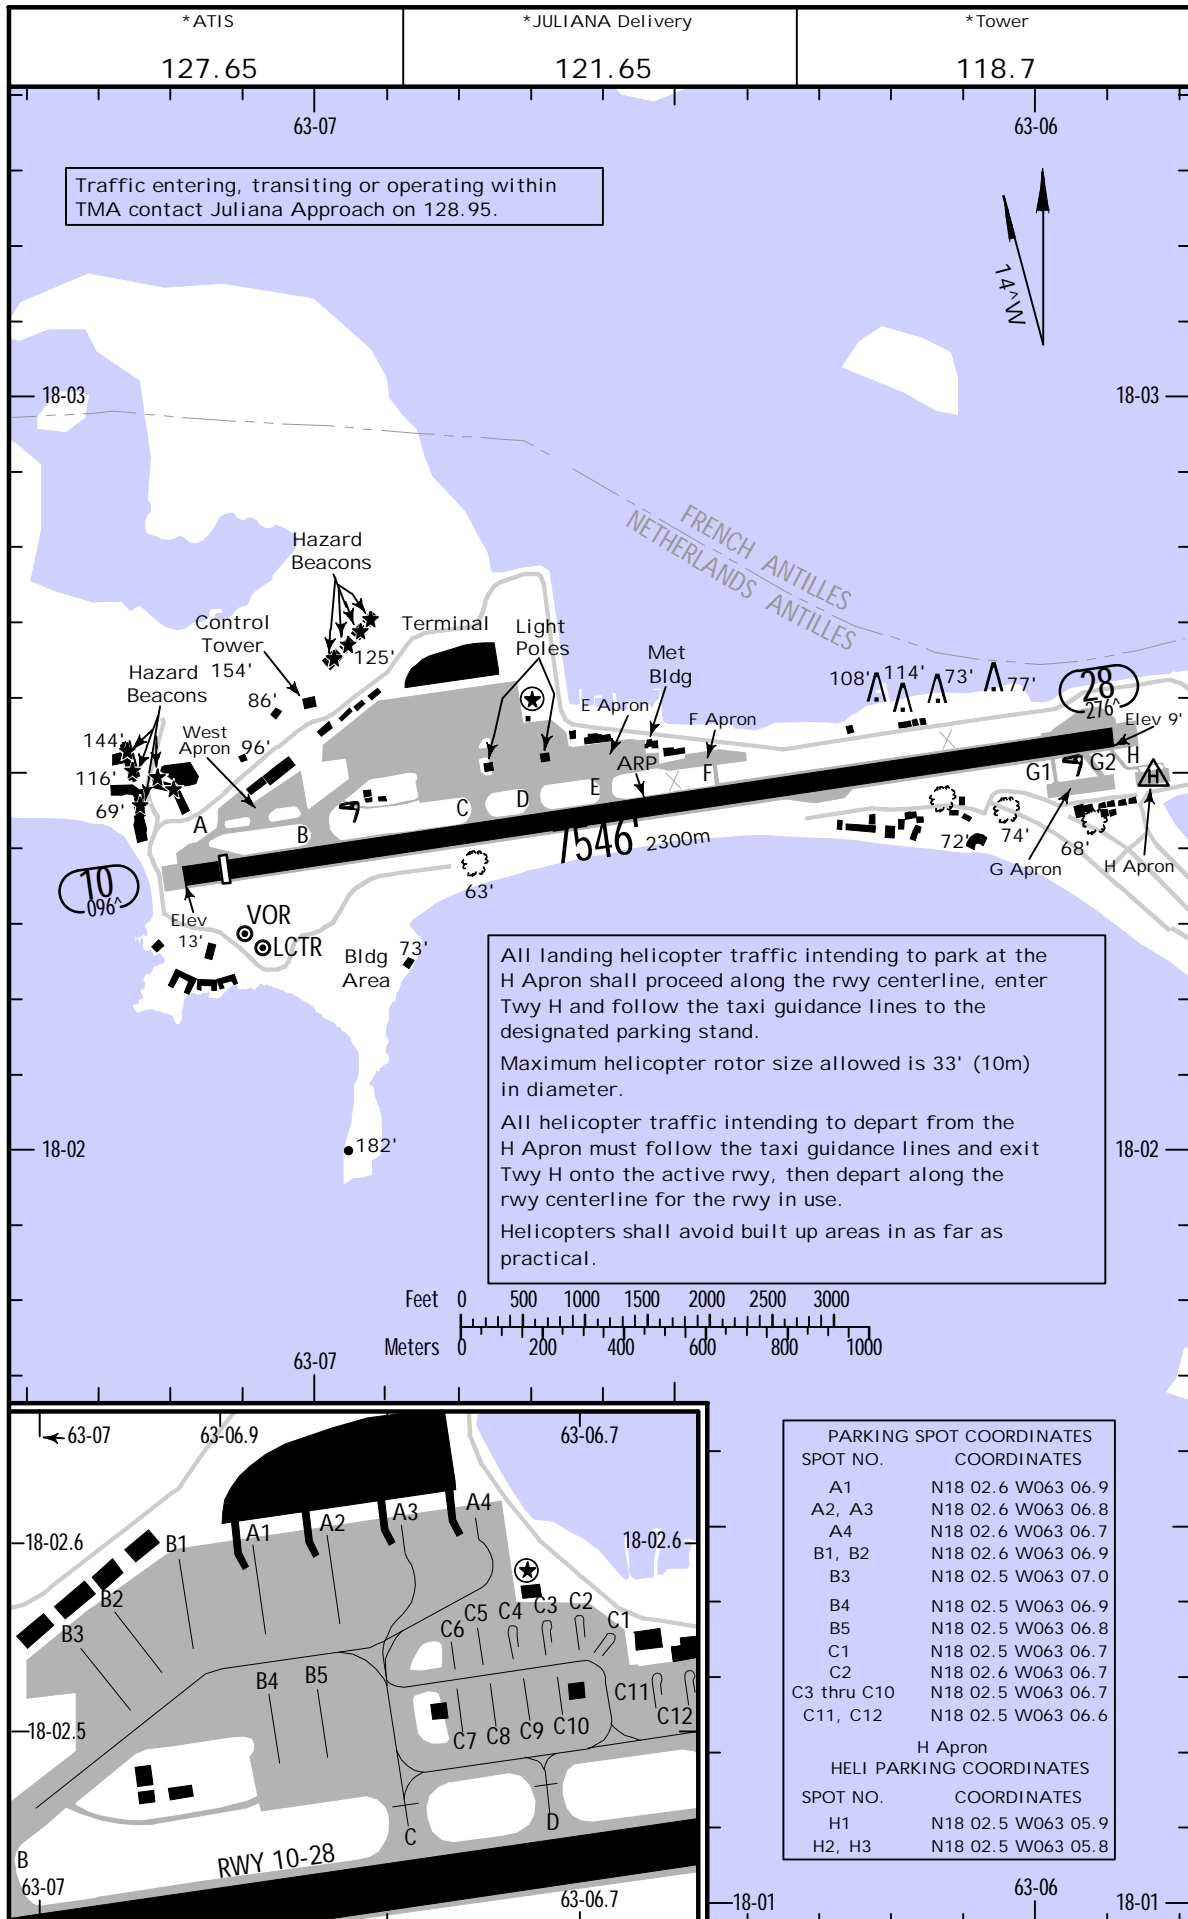 *ATIS
127.65
*JULIANA Delivery
121.65
*Tower
118.7
63-07
63-06
Traffic entering, transiting or operating within
TMA contact Juliana Approach on 128.95.
14^W
18-03
18-03
FRENCH ANTILLES
NETHERLANDS ANTILLES
Hazard
Beacons
Control
Tower
154'
125'
Terminal
Light
Poles
Met
Bldg
Hazard
Beacons
86'
E Apron
F Apron
108'
114'
73'
77'
28
276^
Elev 9'
144'
West
Apron
96'
116'
69'
ARP
A
B
C
D
E
F
G1
G2
H
H
7546'
2300m
63'
72'
74'
68'
G Apron
H Apron
10
096^
Elev
13'
VOR
LCTR
Bldg
Area
73'
All landing helicopter traffic intending to park at the
H Apron shall proceed along the rwy centerline, enter
Twy H and follow the taxi guidance lines to the
designated parking stand.
Maximum helicopter rotor size allowed is 33' (10m)
in diameter.
All helicopter traffic intending to depart from the
H Apron must follow the taxi guidance lines and exit
Twy H onto the active rwy, then depart along the
rwy centerline for the rwy in use.
Helicopters shall avoid built up areas in as far as
practical.
18-02
182'
18-02
Feet 0 500 1000 1500 2000 2500 3000
Meters 0 200 400 600 800 1000
63-07
63-07
63-06.9
63-06.7
18-02.6
18-02.6
A1
A2
A3
A4
B1
B2
B3
B4
B5
C6
C5
C4
C3
C2
C1
C7
C8
C9
C10
C11
C12
18-02.5
C
D
B
RWY 10-28
63-07
63-06.7
PARKING SPOT COORDINATES
SPOT NO. COORDINATES
A1 N18 02.6 W063 06.9
A2, A3 N18 02.6 W063 06.8
A4 N18 02.6 W063 06.7
B1, B2 N18 02.6 W063 06.9
B3 N18 02.5 W063 07.0
B4 N18 02.5 W063 06.9
B5 N18 02.5 W063 06.8
C1 N18 02.5 W063 06.7
C2 N18 02.6 W063 06.7
C3 thru C10 N18 02.5 W063 06.7
C11, C12 N18 02.5 W063 06.6
H Apron
HELI PARKING COORDINATES
SPOT NO. COORDINATES
H1 N18 02.5 W063 05.9
H2, H3 N18 02.5 W063 05.8
63-06
18-01
18-01